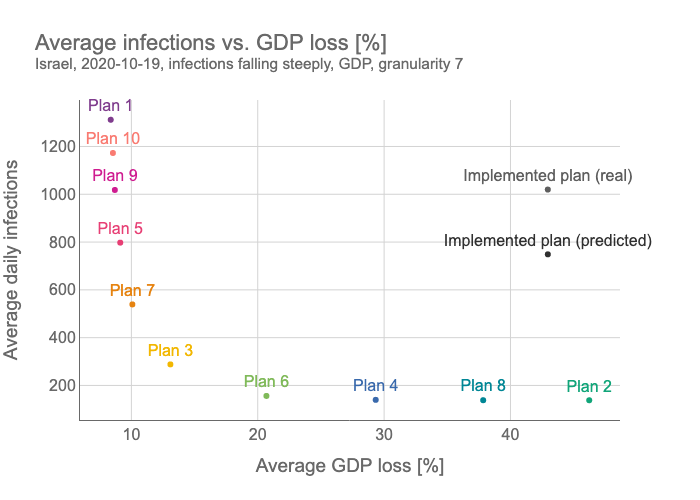 Average infections vs. GDP loss [%]
Israel, 2020-10-19, infections falling steeply, GDP, granularity 7
Plan 1
Plan 10
1200
Plan 9
Implemented plan (real)
1000
Plan 5
Implemented plan (predicted)
800
Plan 7
600
Plan 3
400
Plan 6
Plan 4
Plan 8
Plan 2
200
Average daily infections
10
20
30
40
Average GDP loss [%]